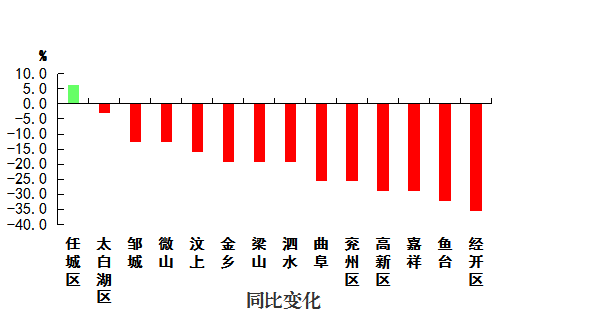 %
10.0
5.0
0.0
-5.0
-10.0
-15.0
-20.0
-25.0
-30.0
-35.0
-40.0
任城区
太白湖区
邹城
微山
汶上
金乡
梁山
泗水
曲阜
兖州区
高新区
嘉祥
鱼台
经开区
同比变化